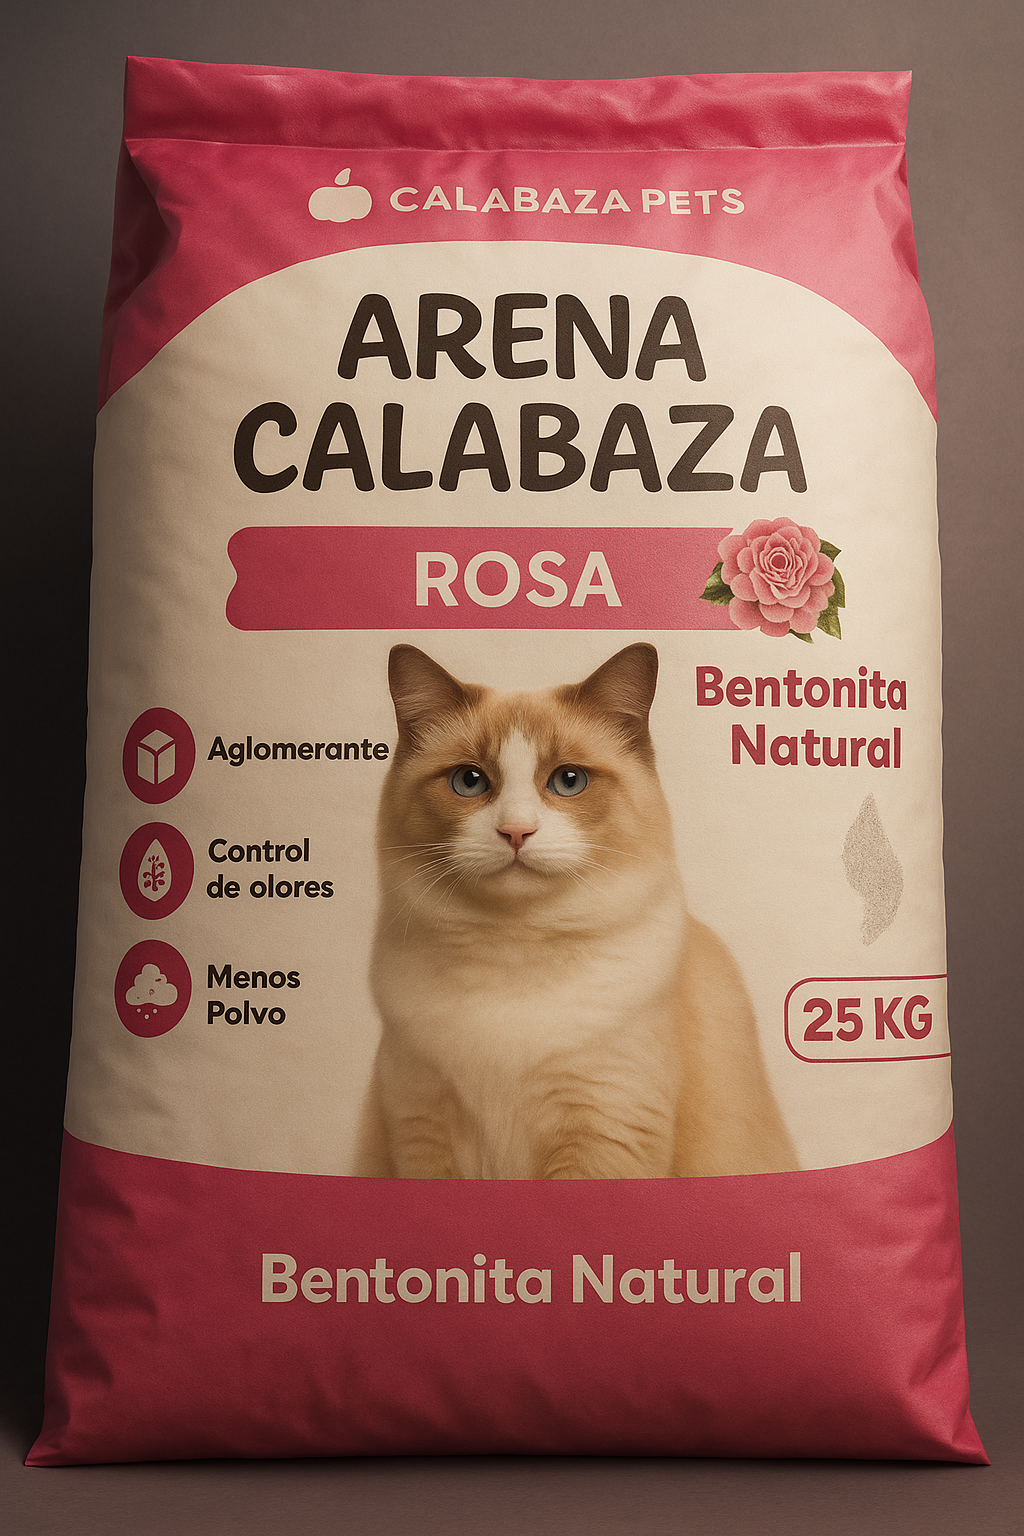 CALABAZA PETS
ARENA
CALABAZA
ROSA
Bentonita
Natural
Aglomerante
Control
de olores
Menos
Polvo
25 KG
Bentonita Natural